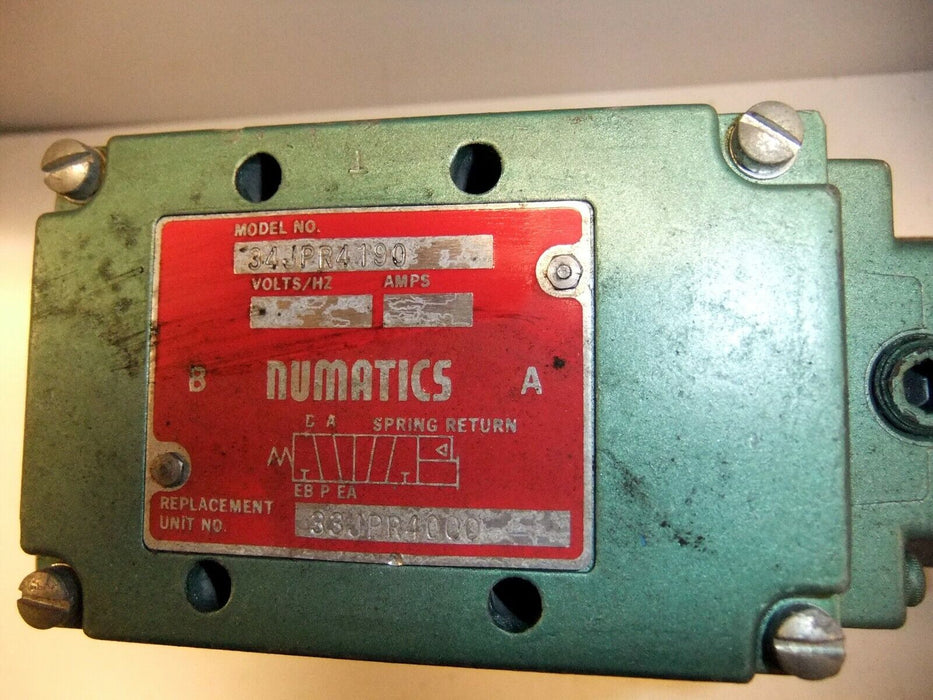 MODEL NO.
34JPR4190
VOLTS/HZ AMPS
B NUMATICS A
B A SPRING RETURN
EB P EA
REPLACEMENT
UNIT NO. 33JPR4000